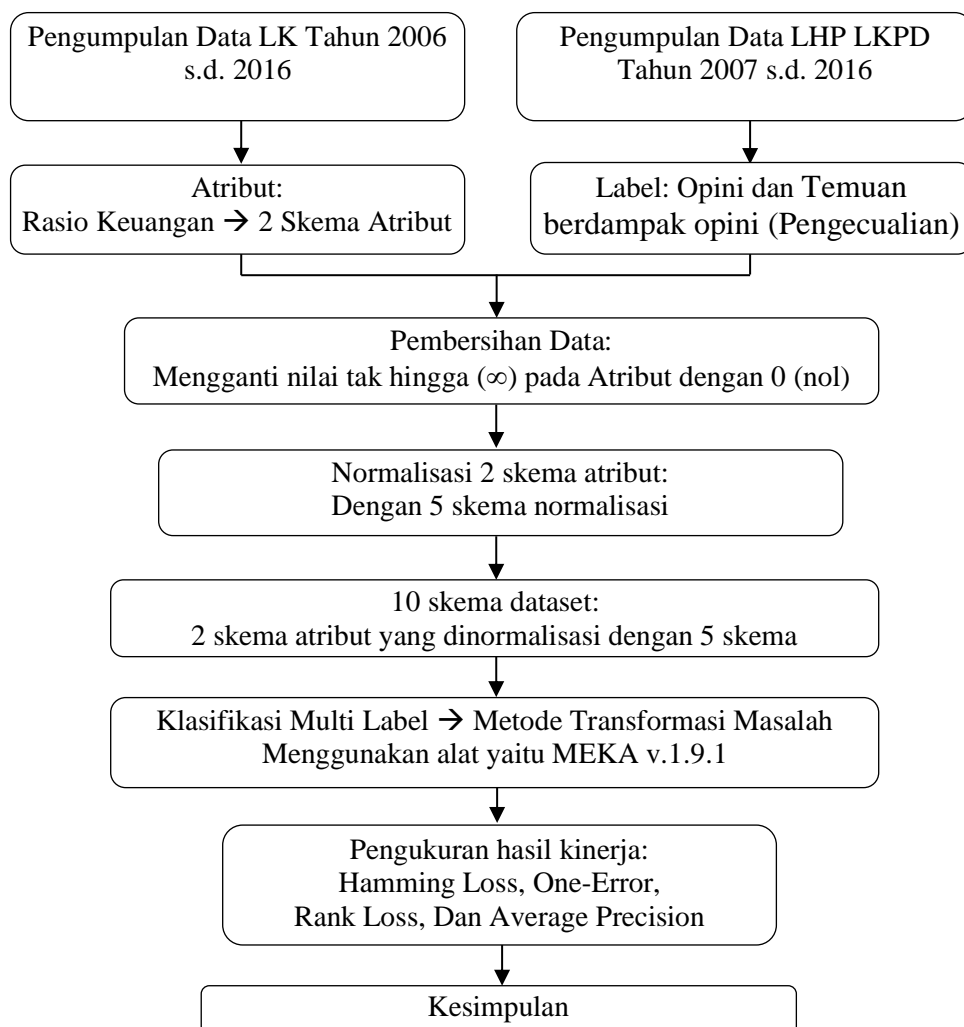 Pengumpulan Data LK Tahun 2006
s.d. 2016
Pengumpulan Data LHP LKPD
Tahun 2007 s.d. 2016
Atribut:
Rasio Keuangan → 2 Skema Atribut
Label: Opini dan Temuan
berdampak opini (Pengecualian)
Pembersihan Data:
Mengganti nilai tak hingga (∞) pada Atribut dengan 0 (nol)
Normalisasi 2 skema atribut:
Dengan 5 skema normalisasi
10 skema dataset:
2 skema atribut yang dinormalisasi dengan 5 skema
Klasifikasi Multi Label → Metode Transformasi Masalah
Menggunakan alat yaitu MEKA v.1.9.1
Pengukuran hasil kinerja:
Hamming Loss, One-Error,
Rank Loss, Dan Average Precision
Kesimpulan